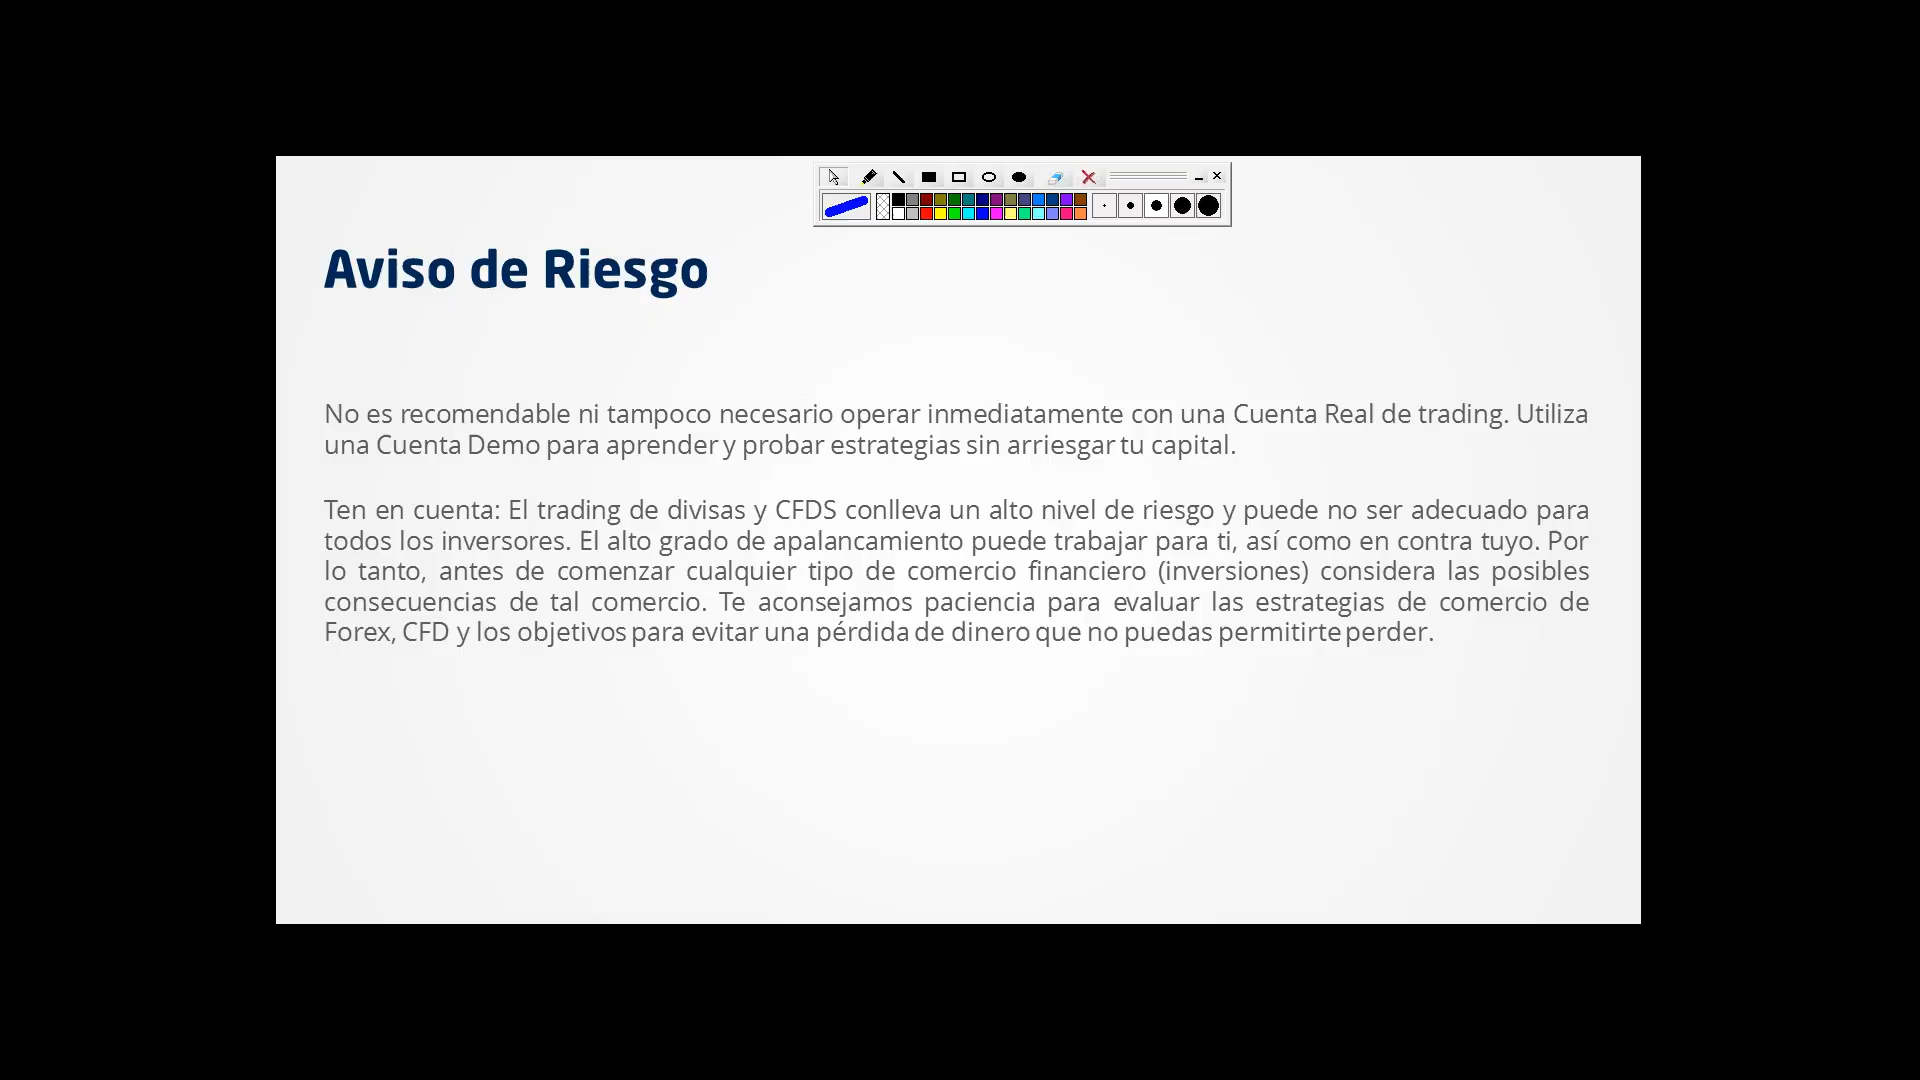 Aviso de Riesgo
No es recomendable ni tampoco necesario operar inmediatamente con una Cuenta Real de trading. Utiliza
una Cuenta Demo para aprender y probar estrategias sin arriesgar tu capital.
Ten en cuenta: El trading de divisas y CFDS conlleva un alto nivel de riesgo y puede no ser adecuado para
todos los inversores. El alto grado de apalancamiento puede trabajar para ti, así como en contra tuyo. Por
lo tanto, antes de comenzar cualquier tipo de comercio financiero (inversiones) considera las posibles
consecuencias de tal comercio. Te aconsejamos paciencia para evaluar las estrategias de comercio de
Forex, CFD y los objetivos para evitar una pérdida de dinero que no puedas permitirte perder.